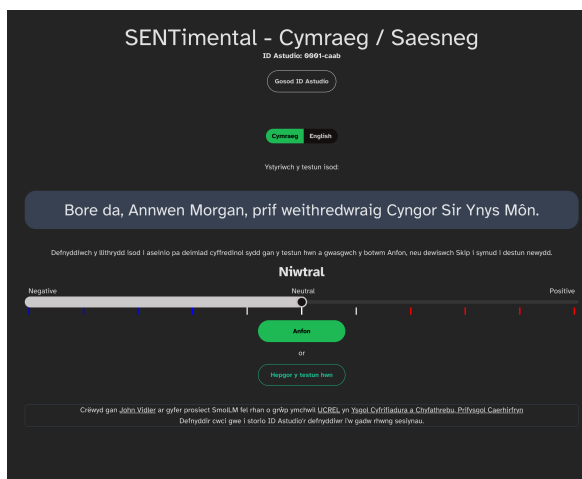 SENTimental - Cymraeg / Saesneg
ID Astudio: 0001-caab
Gosod ID Astudio
Cymraeg English
Ystyriwch y testun isod:
Bore da, Annwen Morgan, prif weithredwraig Cyngor Sir Ynys Môn.
Defnyddiwch y llithrydd isod i aseinio pa deimlad cyffredinol sydd gan y testun hwn a gwasgwch y botwm Anfon, neu dewiswch Skip i symud i destun newydd.
Niwtral
Negative Neutral Positive
Anfon
or
Hepgor y testun hwn
Crëwyd gan John Vidler ar gyfer prosiect SmolLM fel rhan o grŵp ymchwil UCREL yn Ysgol Cyfrifiadura a Chyfathrebu, Prifysgol Caerhirfryn
Defnyddir cwci gwe i storio ID Astudio'r defnyddiwr i'w gadw rhwng sesiynau.